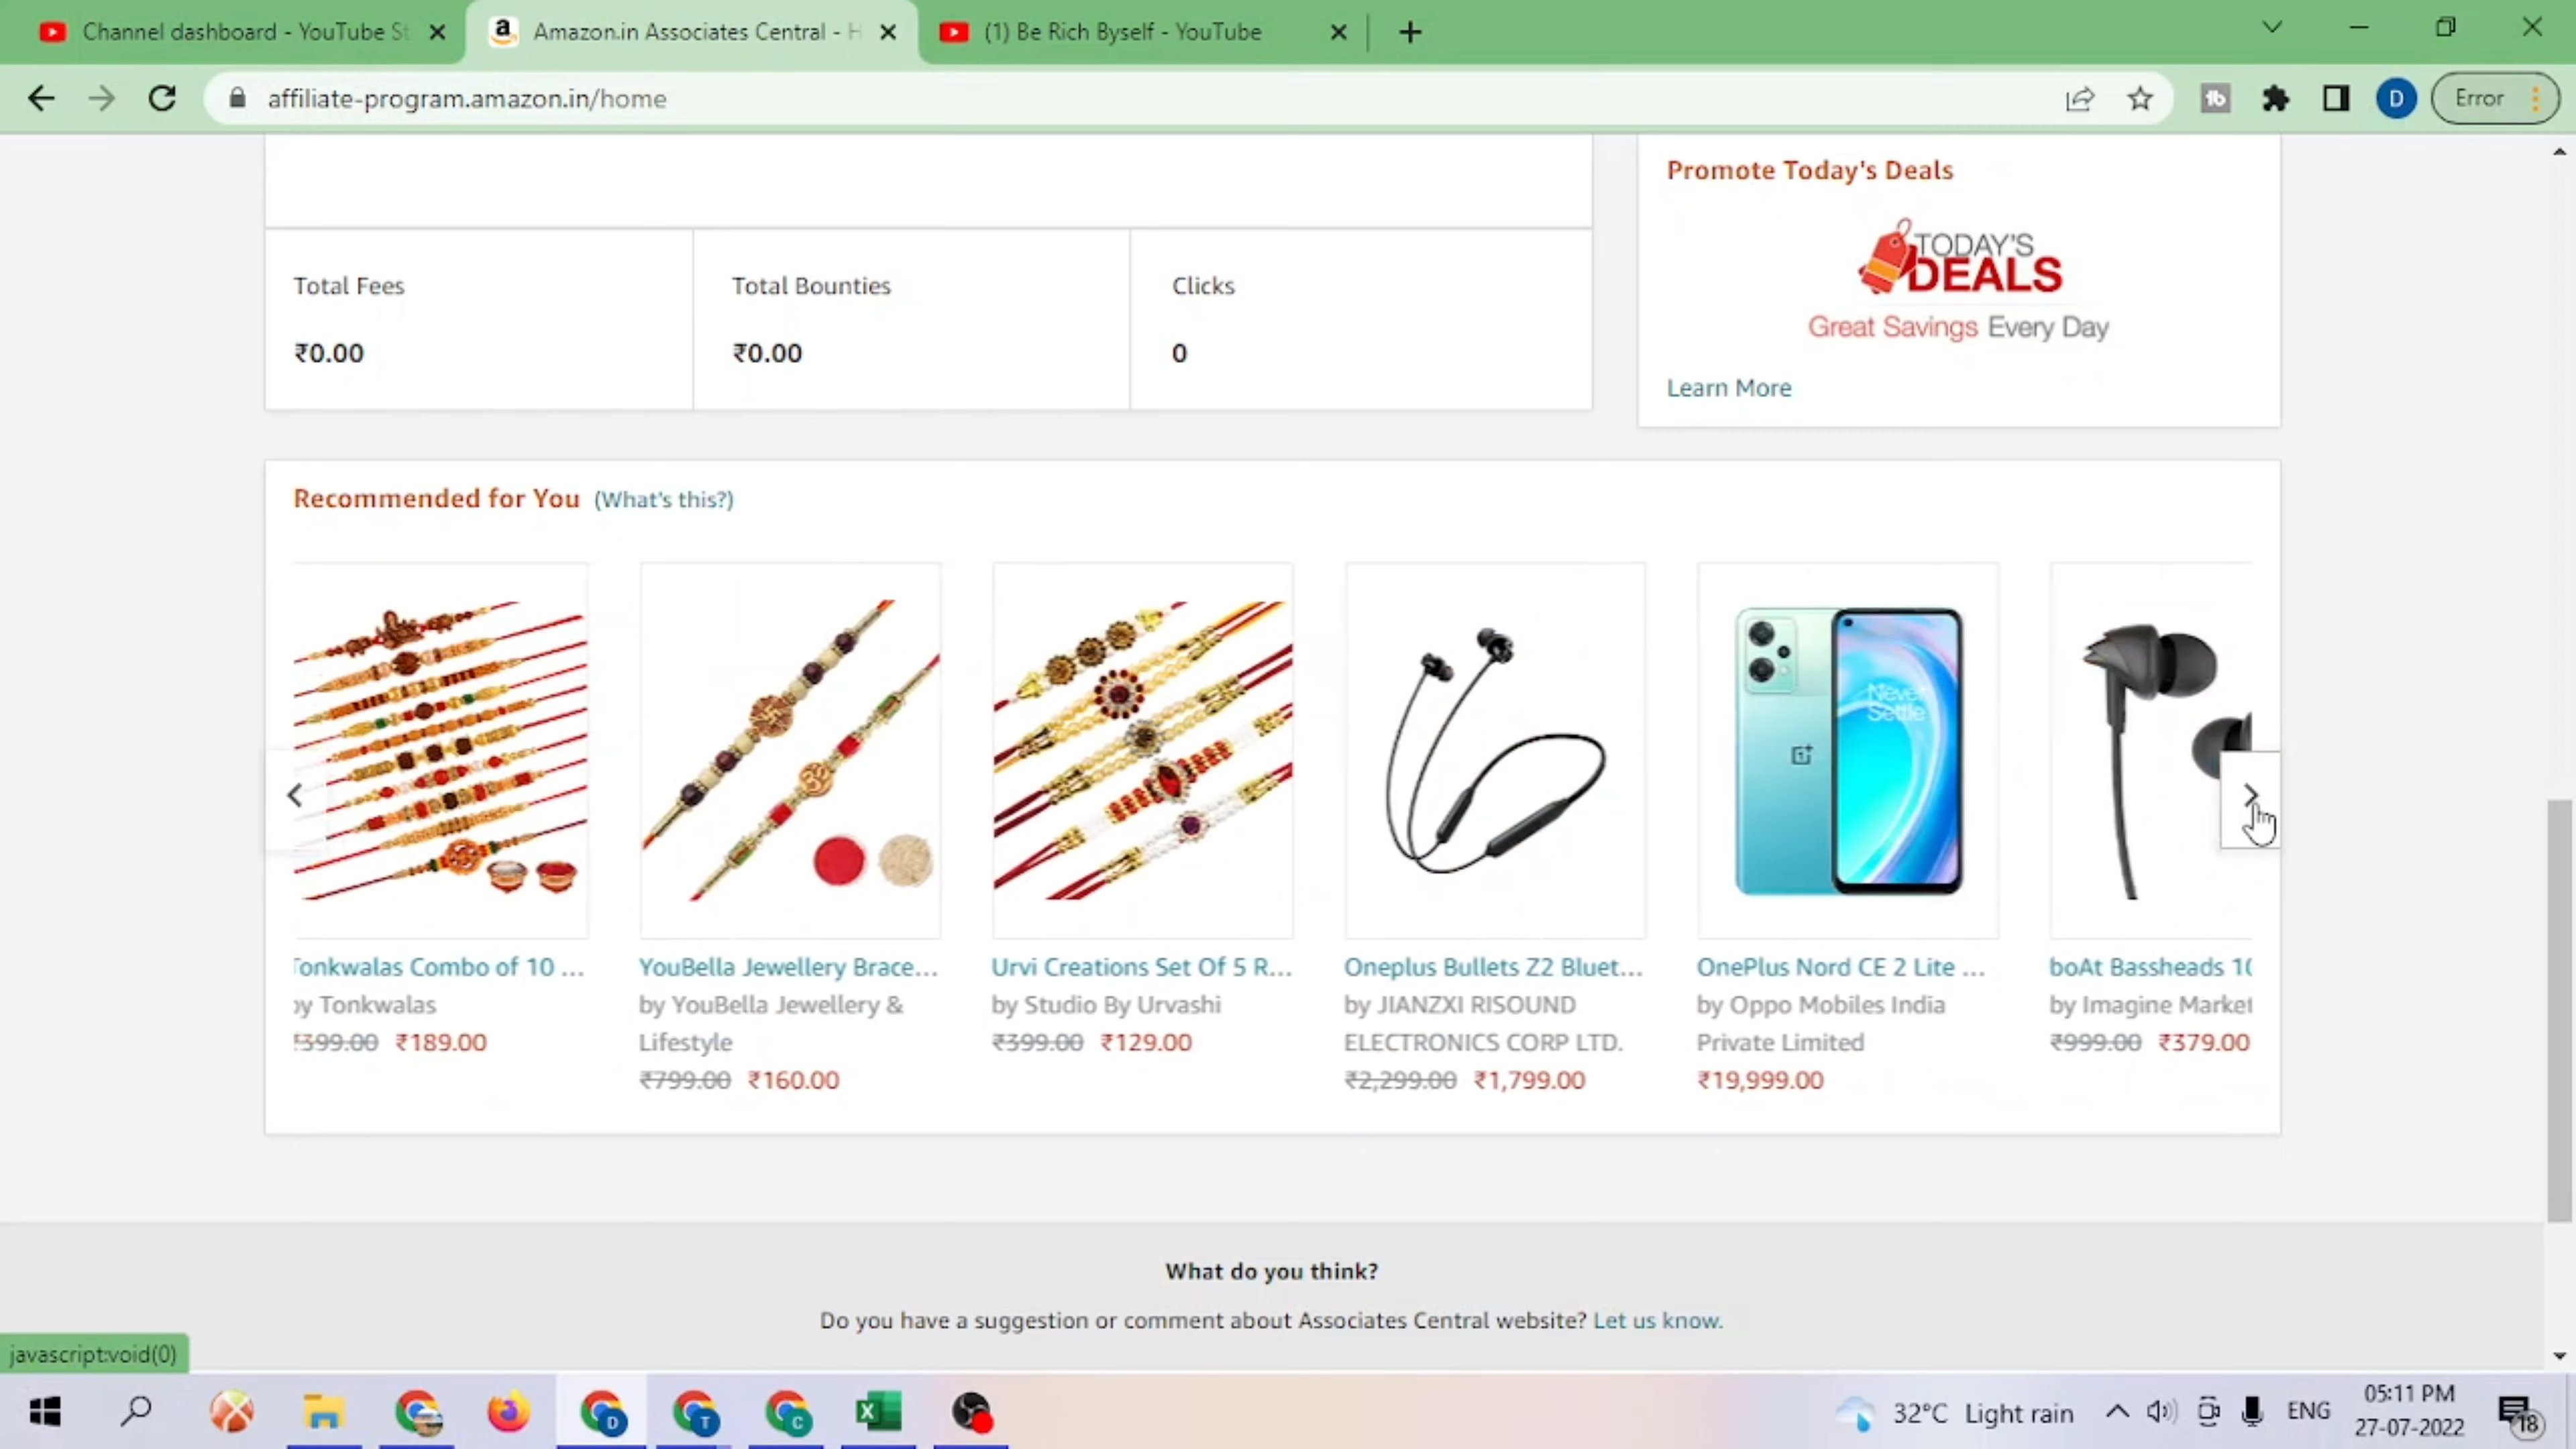 Channel dashboard - YouTube St
Amazon.in Associates Central - H
(1) Be Rich Byself - YouTube
affiliate-program.amazon.in/home
Error
Promote Today's Deals
TODAY'S
DEALS
Great Savings Every Day
Learn More
Total Fees
Total Bounties
Clicks
₹0.00
₹0.00
0
Recommended for You (What's this?)
Never
Settle
Tonkwalas Combo of 10 ...
by Tonkwalas
₹399.00 ₹189.00
YouBella Jewellery Brace...
by YouBella Jewellery &
Lifestyle
₹799.00 ₹160.00
Urvi Creations Set Of 5 R...
by Studio By Urvashi
₹399.00 ₹129.00
Oneplus Bullets Z2 Bluet...
by JIANZXI RISOUND
ELECTRONICS CORP LTD.
₹2,299.00 ₹1,799.00
OnePlus Nord CE 2 Lite ...
by Oppo Mobiles India
Private Limited
₹19,999.00
boAt Bassheads 10
by Imagine Market
₹999.00 ₹379.00
What do you think?
Do you have a suggestion or comment about Associates Central website? Let us know.
javascript:void(0)
32°C Light rain
ENG
05:11 PM
27-07-2022
18